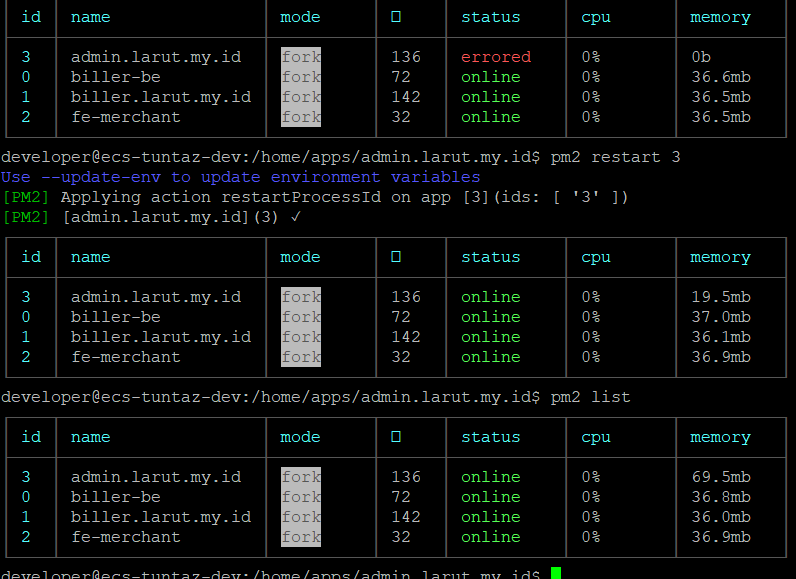 id name mode status cpu memory
3 admin.larut.my.id fork 136 errored 0% 0b
0 biller-be fork 72 online 0% 36.6mb
1 biller.larut.my.id fork 142 online 0% 36.5mb
2 fe-merchant fork 32 online 0% 36.5mb
developer@ecs-tuntaz-dev:/home/apps/admin.larut.my.id$ pm2 restart 3
Use --update-env to update environment variables
[PM2] Applying action restartProcessId on app [3](ids: [ '3' ])
[PM2] [admin.larut.my.id](3) ✓
id name mode status cpu memory
3 admin.larut.my.id fork 136 online 0% 19.5mb
0 biller-be fork 72 online 0% 37.0mb
1 biller.larut.my.id fork 142 online 0% 36.1mb
2 fe-merchant fork 32 online 0% 36.9mb
developer@ecs-tuntaz-dev:/home/apps/admin.larut.my.id$ pm2 list
id name mode status cpu memory
3 admin.larut.my.id fork 136 online 0% 69.5mb
0 biller-be fork 72 online 0% 36.8mb
1 biller.larut.my.id fork 142 online 0% 36.0mb
2 fe-merchant fork 32 online 0% 36.9mb
developer@ecs-tuntaz-dev:/home/apps/admin.larut.my.id$